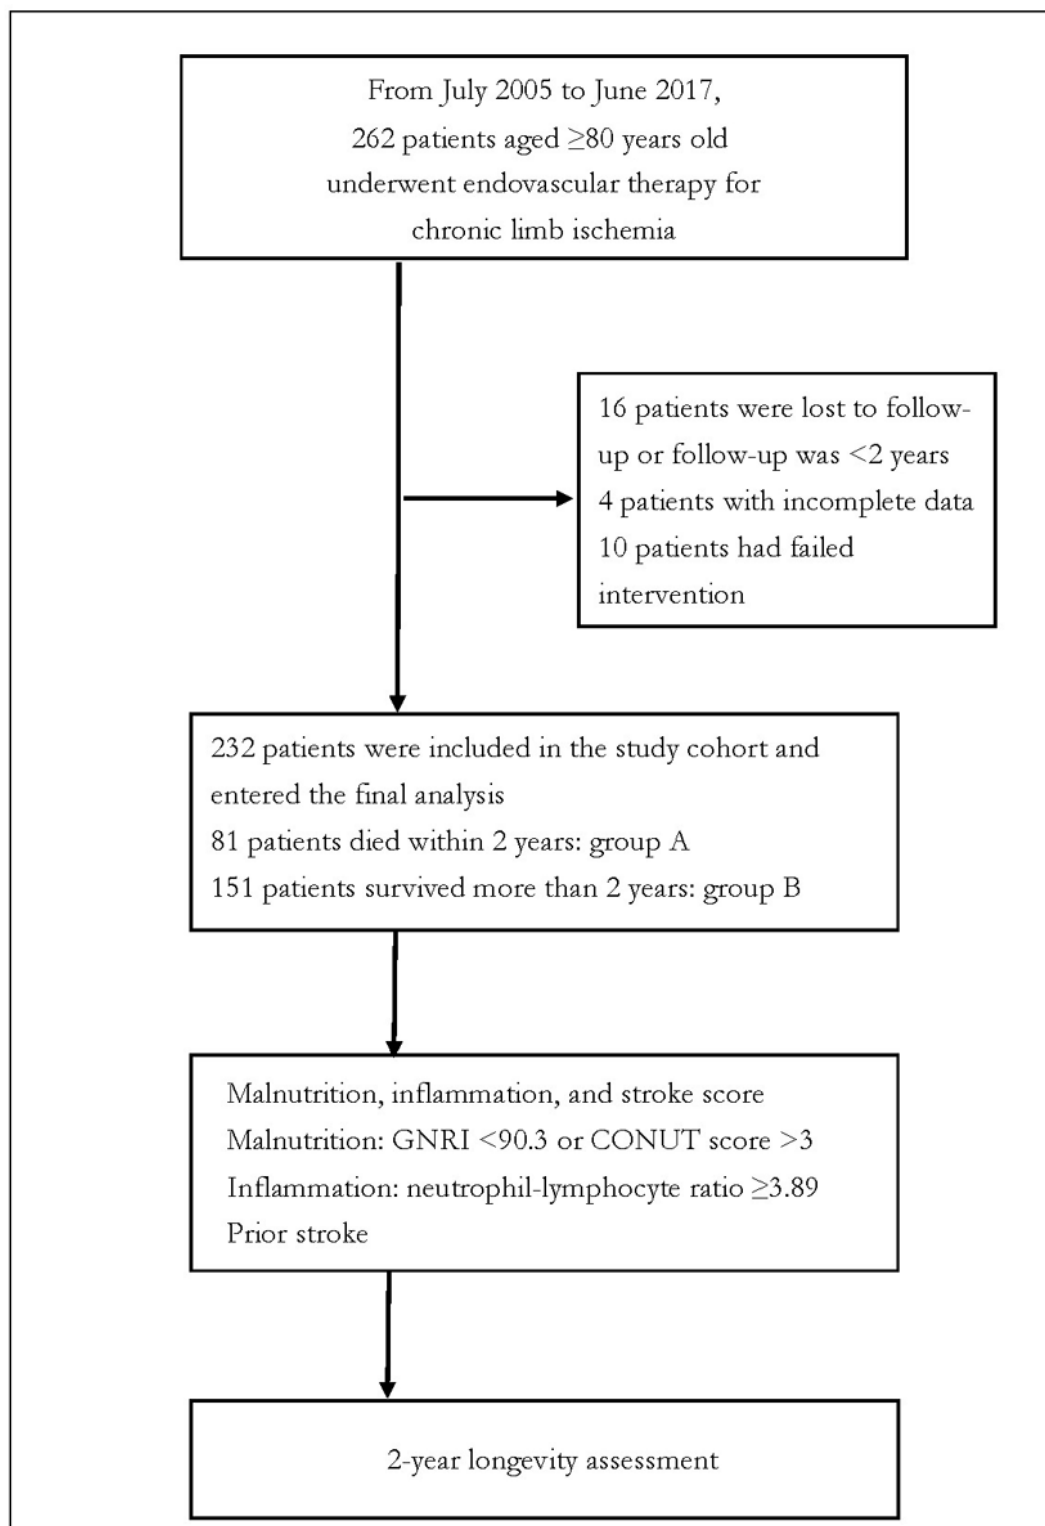 From July 2005 to June 2017,
262 patients aged ≥80 years old
underwent endovascular therapy for
chronic limb ischemia
16 patients were lost to follow-
up or follow-up was <2 years
4 patients with incomplete data
10 patients had failed
intervention
232 patients were included in the study cohort and
entered the final analysis
81 patients died within 2 years: group A
151 patients survived more than 2 years: group B
Malnutrition, inflammation, and stroke score
Malnutrition: GNRI <90.3 or CONUT score >3
Inflammation: neutrophil-lymphocyte ratio ≥3.89
Prior stroke
2-year longevity assessment